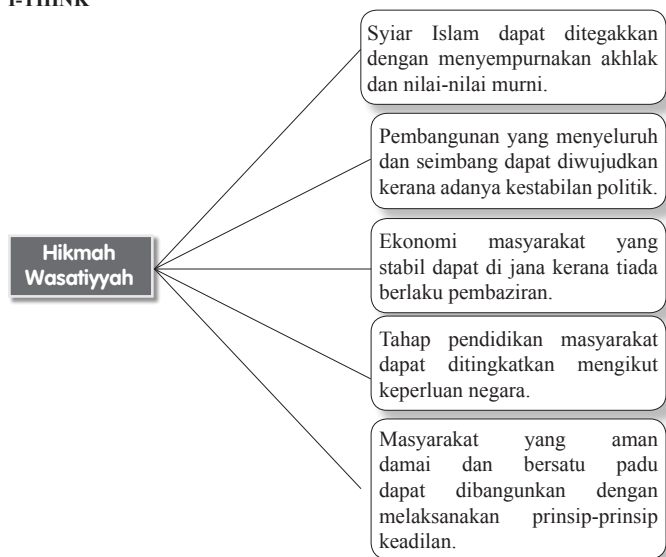 i-THINK
Syiar Islam dapat ditegakkan
dengan menyempurnakan akhlak
dan nilai-nilai murni.
Pembangunan yang menyeluruh
dan seimbang dapat diwujudkan
kerana adanya kestabilan politik.
Hikmah
Wasatiyyah
Ekonomi masyarakat yang
stabil dapat di jana kerana tiada
berlaku pembaziran.
Tahap pendidikan masyarakat
dapat ditingkatkan mengikut
keperluan negara.
Masyarakat yang aman
damai dan bersatu padu
dapat dibangunkan dengan
melaksanakan prinsip-prinsip
keadilan.